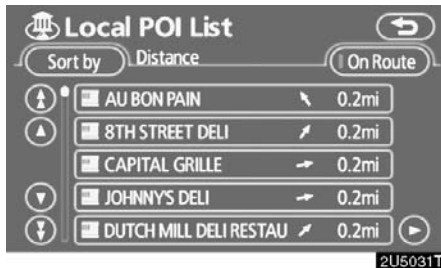 Local POI List
Sort by Distance On Route
AU BON PAIN 0.2mi
8TH STREET DELI 0.2mi
CAPITAL GRILLE 0.2mi
JOHNNY'S DELI 0.2mi
DUTCH MILL DELI RESTAU 0.2mi
2U5031T